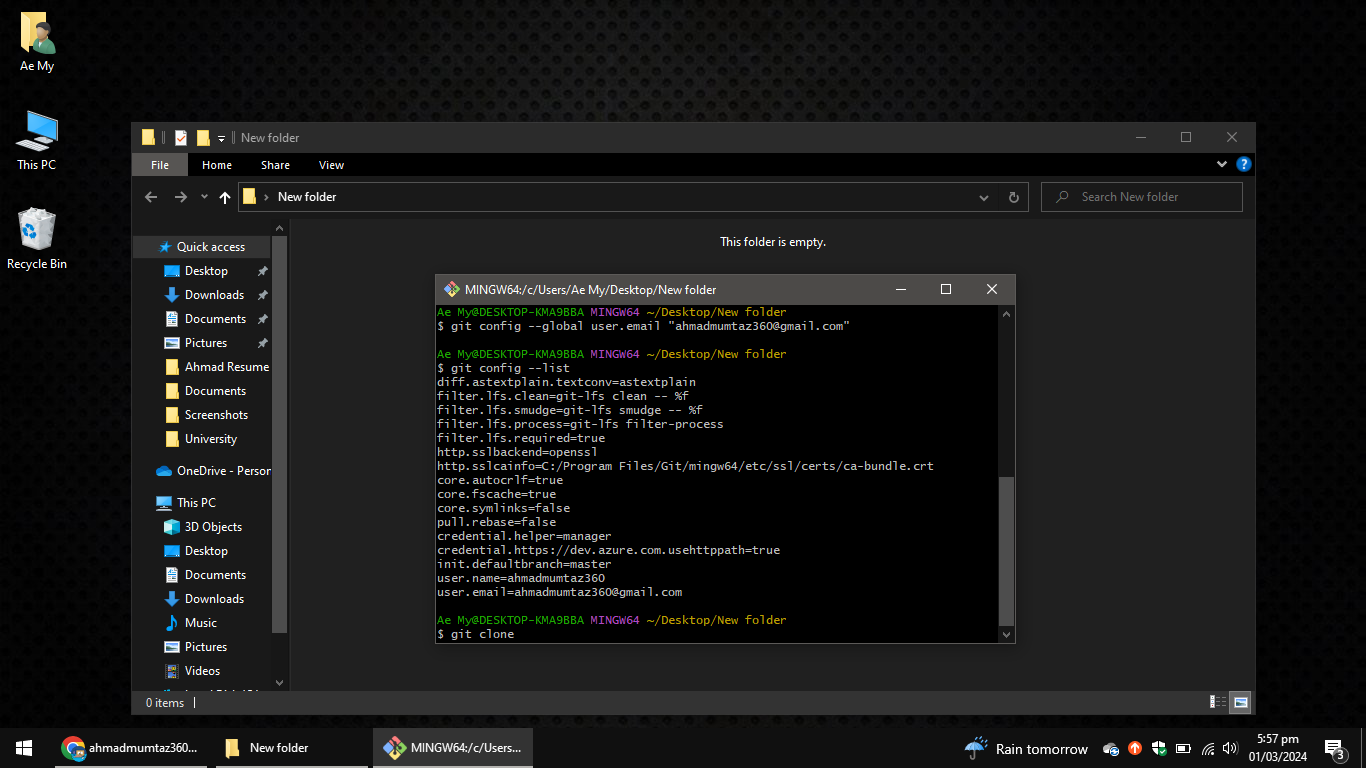 Ae My
This PC
Recycle Bin
New folder
File
Home
Share
View
New folder
Search New folder
Quick access
Desktop
Downloads
Documents
Pictures
Ahmad Resume
Documents
Screenshots
University
OneDrive - Person
This PC
3D Objects
Desktop
Documents
Downloads
Music
Pictures
Videos
This folder is empty.
MINGW64:/c/Users/Ae My/Desktop/New folder
Ae My@DESKTOP-KMA9BBA MINGW64 ~/Desktop/New folder
$ git config --global user.email "ahmadmumtaz360@gmail.com"
Ae My@DESKTOP-KMA9BBA MINGW64 ~/Desktop/New folder
$ git config --list
diff.astextplain.textconv=astextplain
filter.lfs.clean=git-lfs clean -- %f
filter.lfs.smudge=git-lfs smudge -- %f
filter.lfs.process=git-lfs filter-process
filter.lfs.required=true
http.sslbackend=openssl
http.sslcainfo=C:/Program Files/Git/mingw64/etc/ssl/certs/ca-bundle.crt
core.autocrlf=true
core.fscache=true
core.symlinks=false
pull.rebase=false
credential.helper=manager
credential.https://dev.azure.com.usehttppath=true
init.defaultbranch=master
user.name=ahmadmumtaz360
user.email=ahmadmumtaz360@gmail.com
Ae My@DESKTOP-KMA9BBA MINGW64 ~/Desktop/New folder
$ git clone
0 items
ahmadmumtaz360...
New folder
MINGW64:/c/Users...
Rain tomorrow
5:57 pm
01/03/2024
3